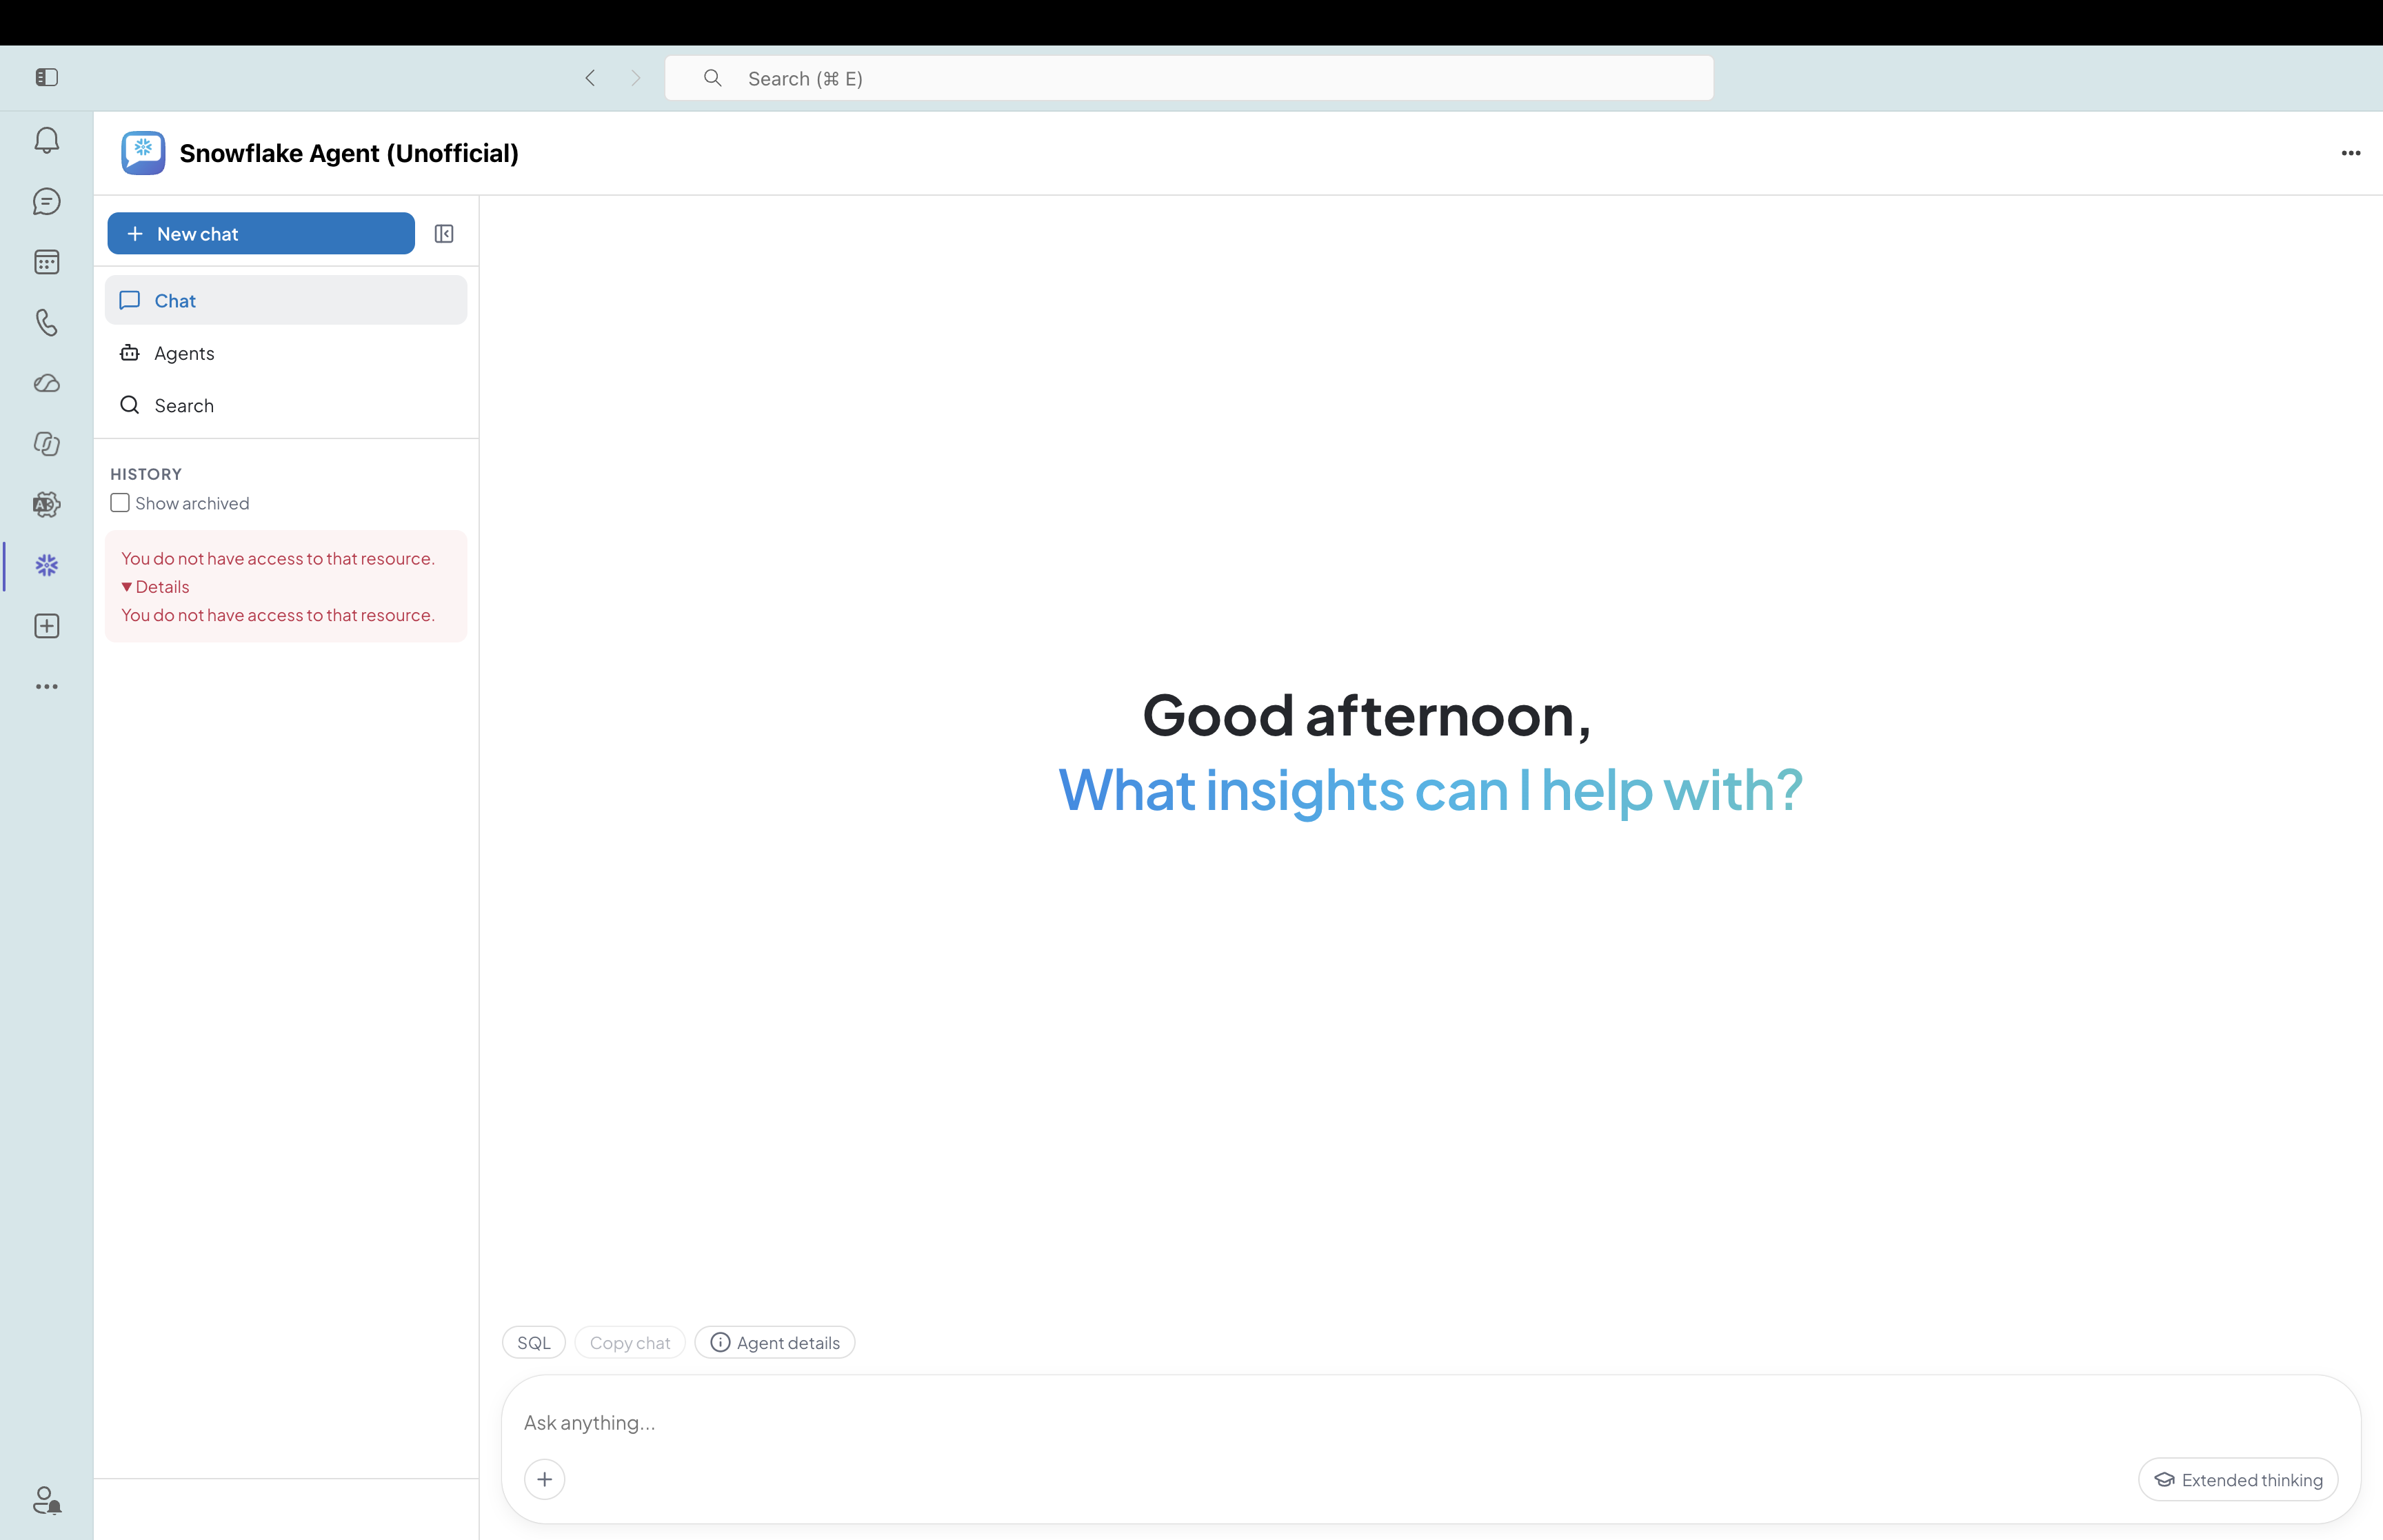 Search (⌘ E)
Snowflake Agent (Unofficial)
New chat
Chat
Agents
Search
HISTORY
Show archived
You do not have access to that resource.
▼ Details
You do not have access to that resource.
Good afternoon,
What insights can I help with?
SQL
Copy chat
Agent details
Ask anything...
Extended thinking